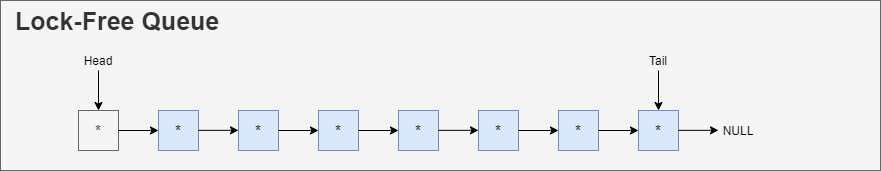 Lock-Free Queue
Head
Tail
* * * * * * * * NULL